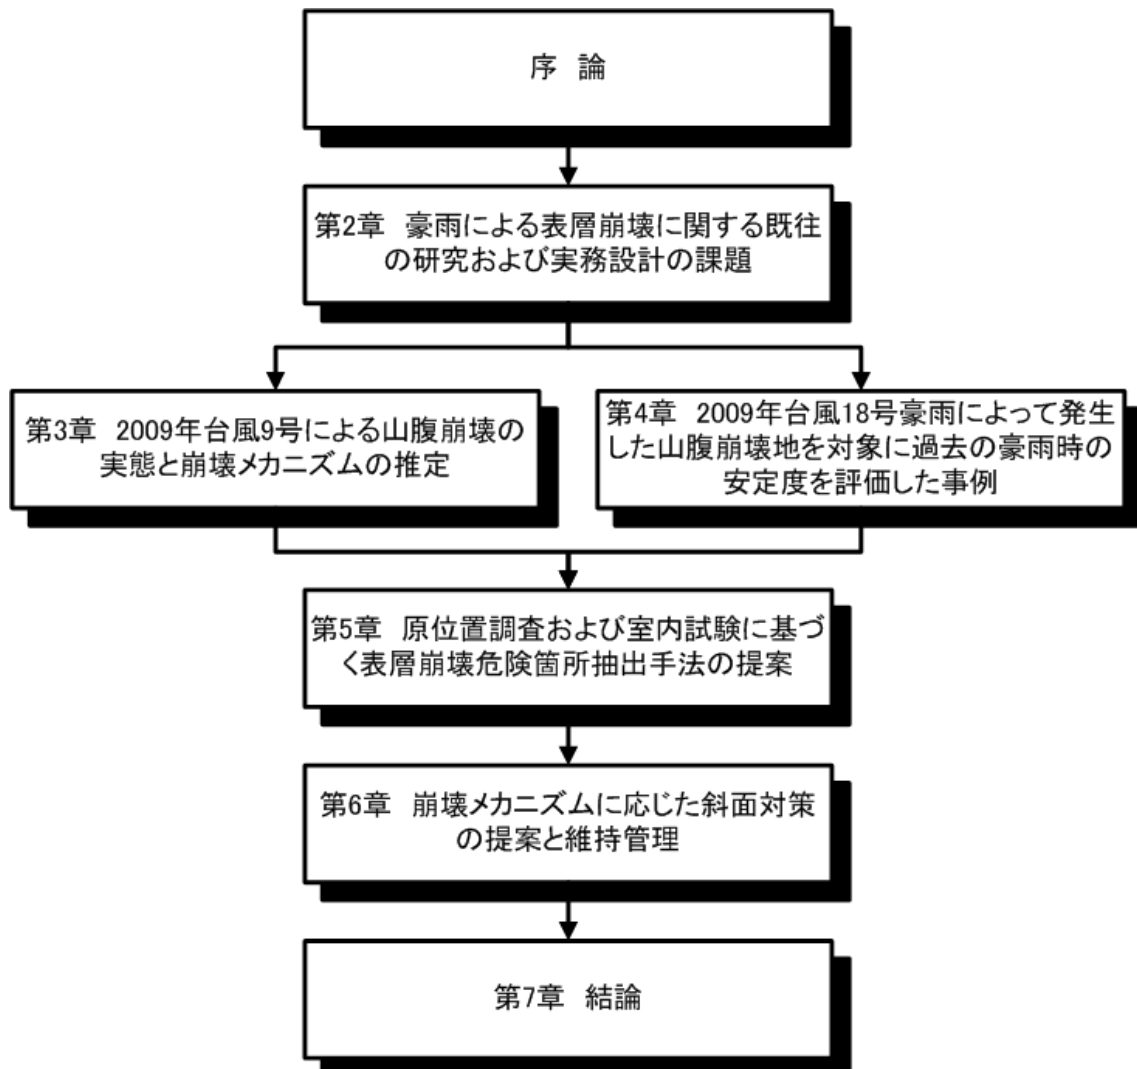 序 論
第2章 豪雨による表層崩壊に関する既往
の研究および実務設計の課題
第3章 2009年台風9号による山腹崩壊の
実態と崩壊メカニズムの推定
第4章 2009年台風18号豪雨によって発生
した山腹崩壊地を対象に過去の豪雨時の
安定度を評価した事例
第5章 原位置調査および室内試験に基づ
く表層崩壊危険箇所抽出手法の提案
第6章 崩壊メカニズムに応じた斜面対策
の提案と維持管理
第7章 結論